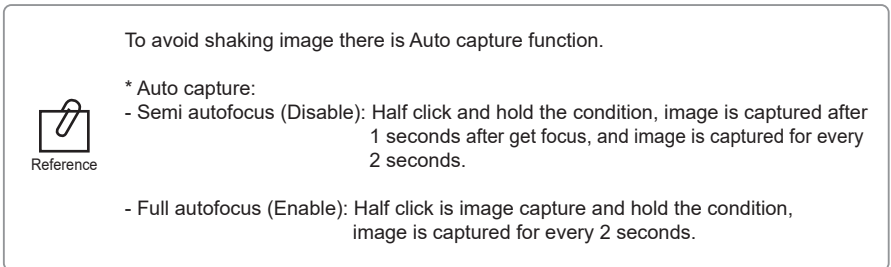 To avoid shaking image there is Auto capture function.
* Auto capture:
- Semi autofocus (Disable): Half click and hold the condition, image is captured after
1 seconds after get focus, and image is captured for every
2 seconds.
Reference
- Full autofocus (Enable): Half click is image capture and hold the condition,
image is captured for every 2 seconds.